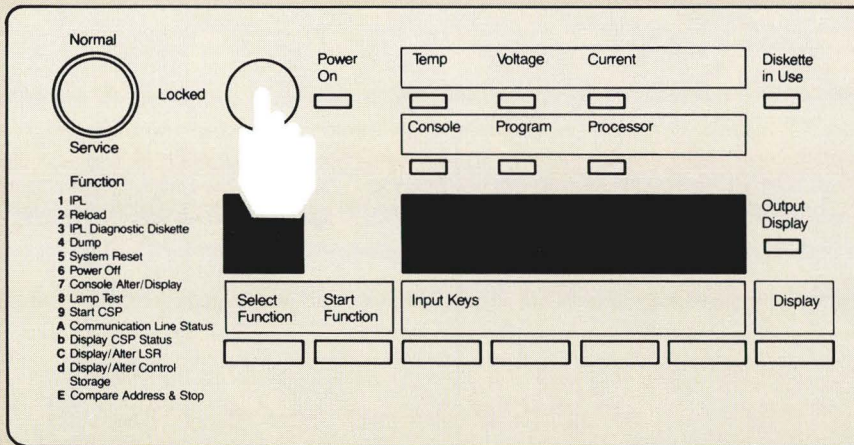 Normal
Locked
Service
Power
On
Temp Voltage Current
Diskette
in Use
Console Program Processor
Function
1 IPL
2 Reload
3 IPL Diagnostic Diskette
4 Dump
5 System Reset
6 Power Off
7 Console Alter/Display
8 Lamp Test
9 Start CSP
A Communication Line Status
b Display CSP Status
C Display/Alter LSR
d Display/Alter Control
Storage
E Compare Address & Stop
Output
Display
Select
Function
Start
Function
Input Keys
Display